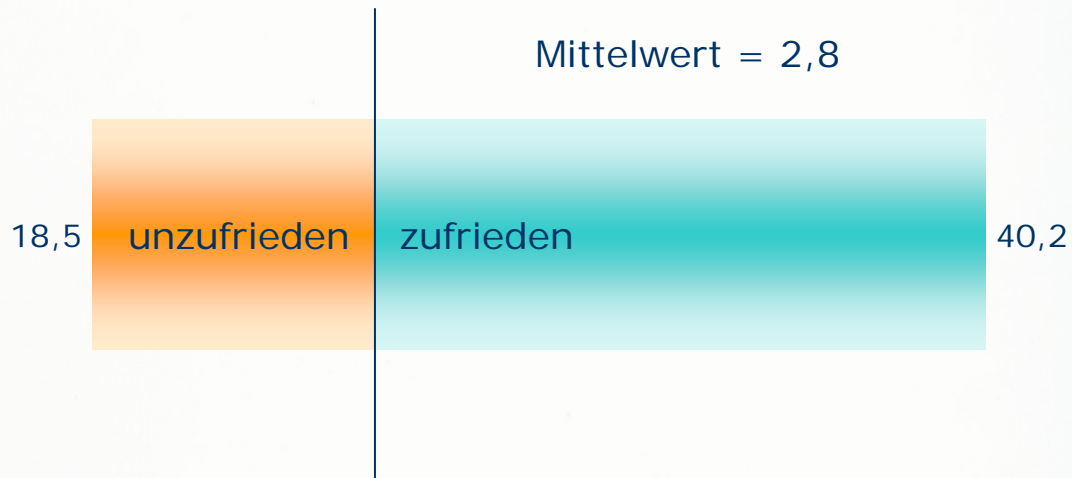 Mittelwert = 2,8
18,5 unzufrieden zufrieden 40,2